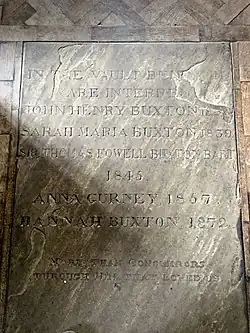 IN THE VAULT BENEATH
ARE INTERRED
JOHN HENRY BUXTON
SARAH MARIA BUXTON 1839
SIR THOMAS FOWELL BUXTON BART
1845
ANNA GURNEY 1857
HANNAH BUXTON 1872
MORE THAN CONQUERORS
THROUGH HIM THAT LOVED US